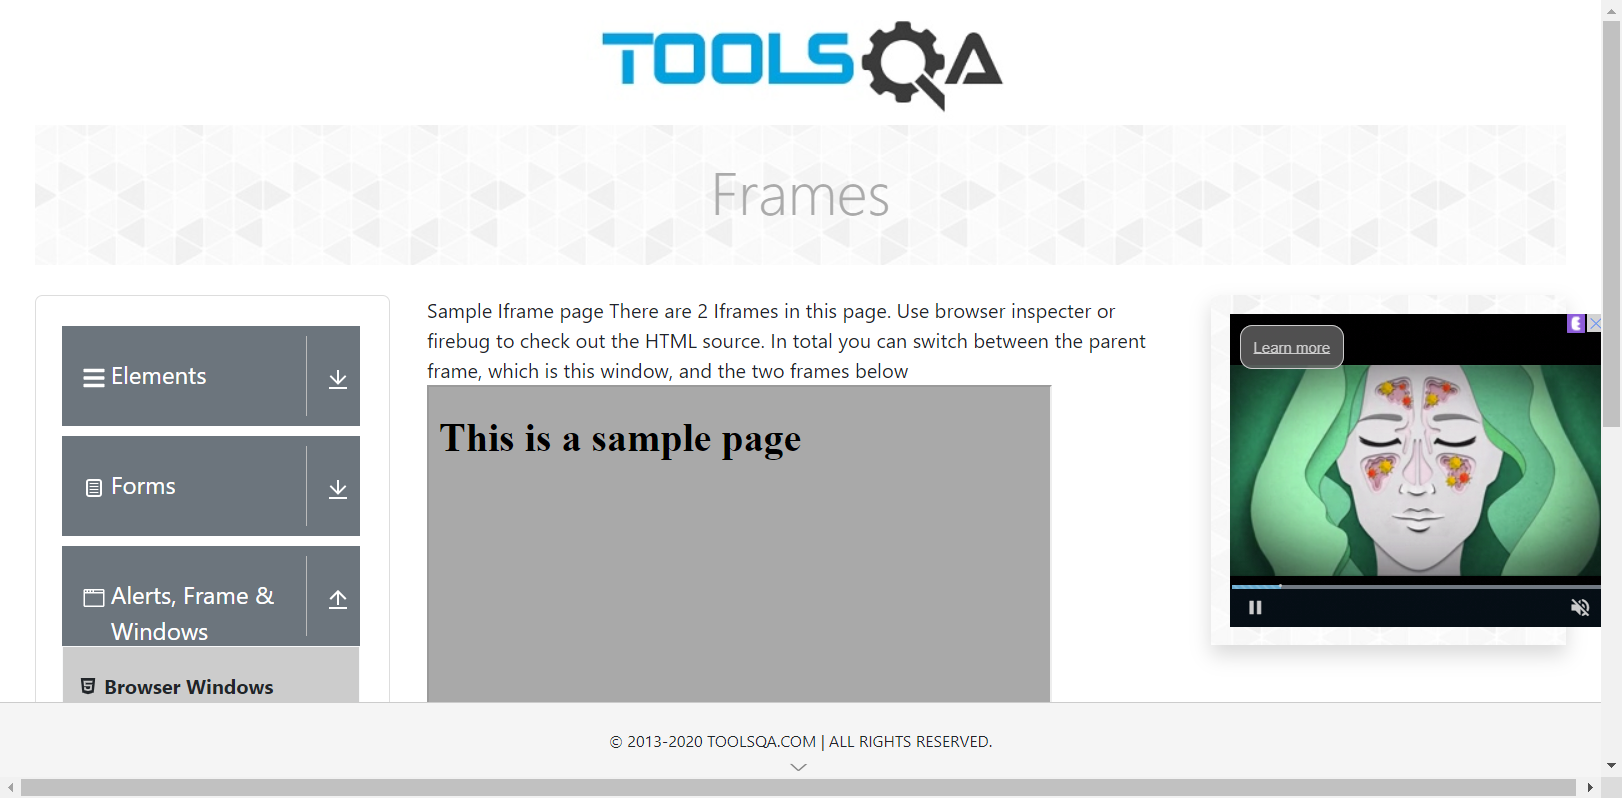 TOOLSQA
Frames
Elements
Forms
Alerts, Frame &
Windows
Browser Windows
Sample Iframe page There are 2 Iframes in this page. Use browser inspecter or
firebug to check out the HTML source. In total you can switch between the parent
frame, which is this window, and the two frames below
This is a sample page
Learn more
© 2013-2020 TOOLSQA.COM | ALL RIGHTS RESERVED.